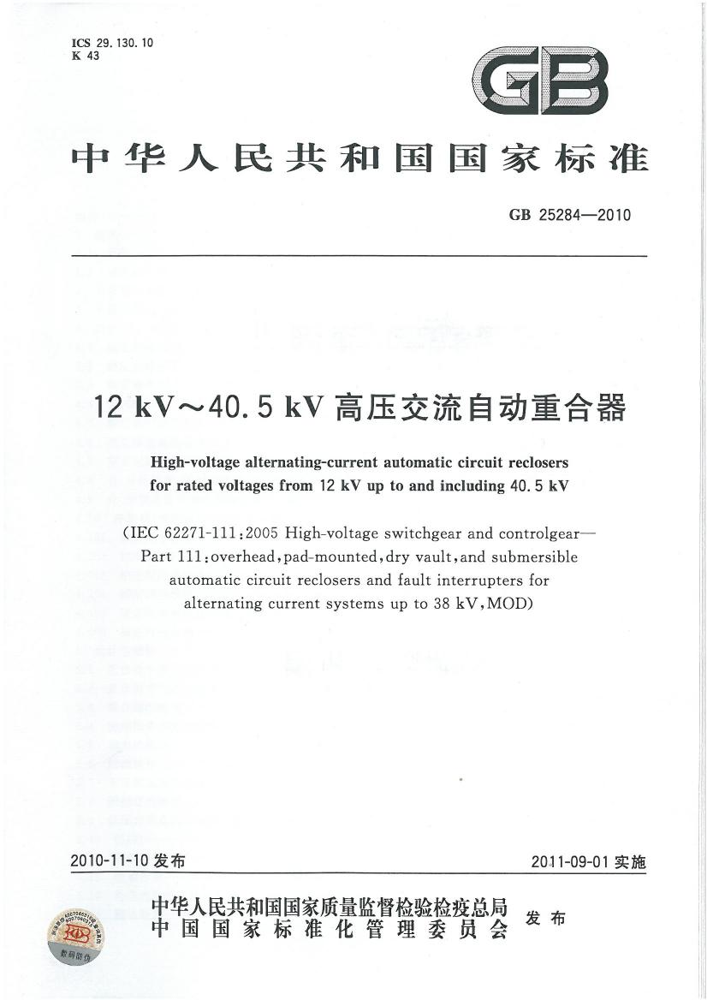 ICS 29.130.10
K 43
GB
中华人民共和国国家标准
GB 25284—2010
12 kV～40.5 kV 高压交流自动重合器
High-voltage alternating-current automatic circuit reclosers
for rated voltages from 12 kV up to and including 40.5 kV
(IEC 62271-111:2005 High-voltage switchgear and controlgear—
Part 111:overhead,pad-mounted,dry vault,and submersible
automatic circuit reclosers and fault interrupters for
alternating current systems up to 38 kV,MOD)
2010-11-10 发布
2011-09-01 实施
中华人民共和国国家质量监督检验检疫总局
中国国家标准化管理委员会
发布
数码防伪